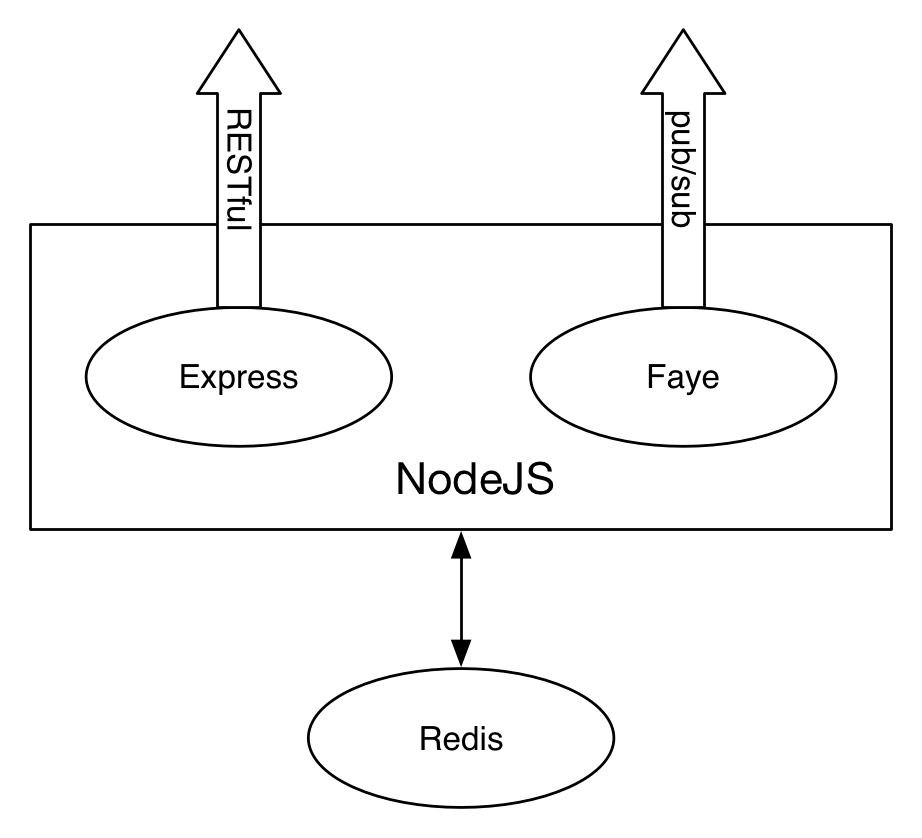 RESTful
pub/sub
Express
Faye
NodeJS
Redis